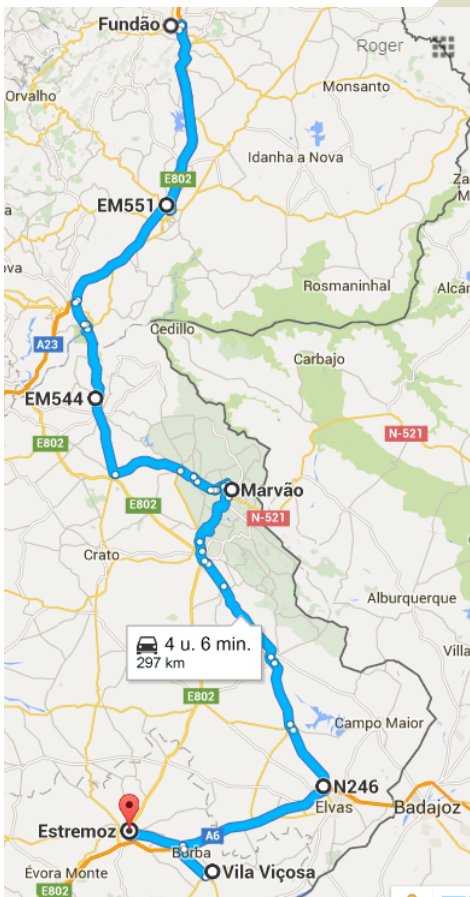 Fundão
Roger
Orvalho
Monsanto
Idanha a Nova
E802
EM551
Rosmaninhal
Cedillo
A23
Carbajo
EM544
N-521
E802
Marvão
E802
N-521
Crato
Alburquerque
4 u. 6 min.
297 km
E802
Campo Maior
N246
Elvas
Badajoz
Estremoz
A6
Borba
Vila Viçosa
Évora Monte
E802